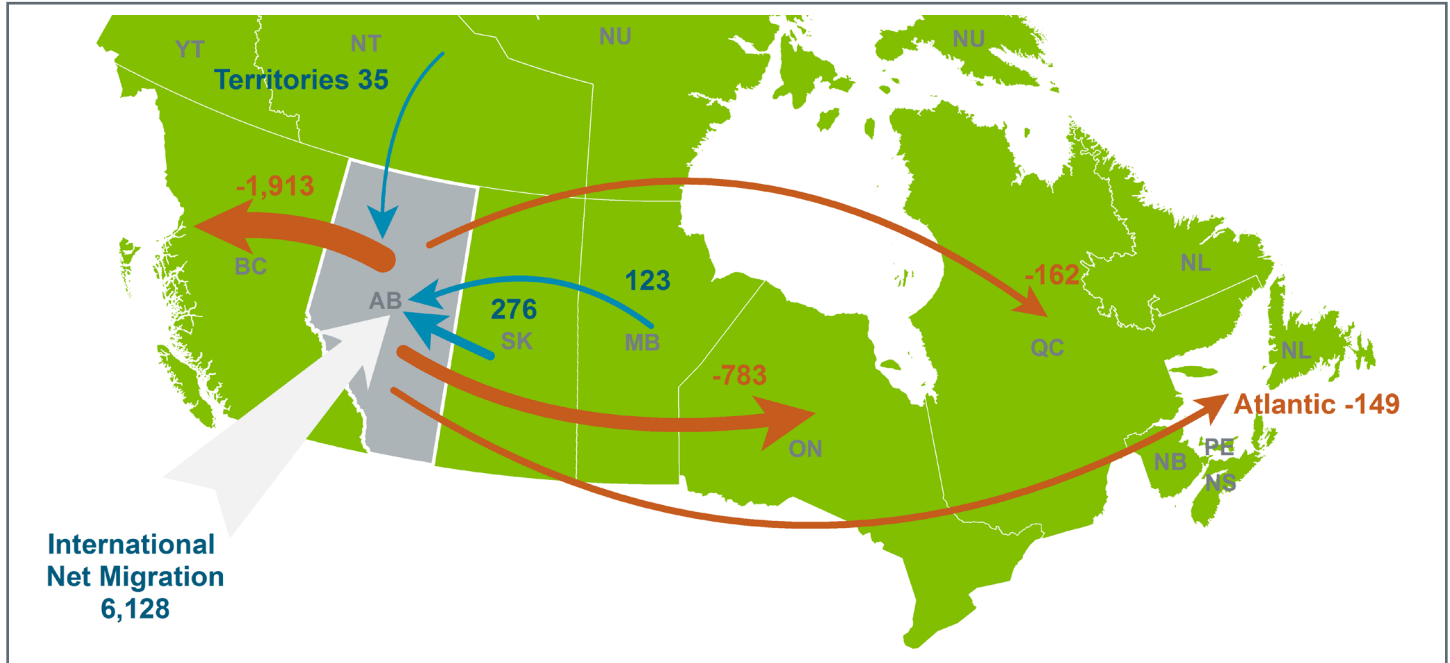 YT
NT
NU
NU
Territories 35
-1,913
BC
AB
276
SK
123
MB
-783
ON
-162
QC
NL
NL
Atlantic -149
NB
PE
NS
International
Net Migration
6,128